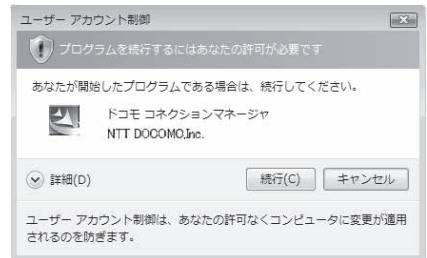 ユーザー アカウント制御
プログラムを続行するにはあなたの許可が必要です
あなたが開始したプログラムである場合は、続行してください。
ドコモ コネクションマネージャ
NTT DOCOMO,Inc.
詳細(D)
続行(C)
キャンセル
ユーザー アカウント制御は、あなたの許可なくコンピュータに変更が適用
されるのを防ぎます。